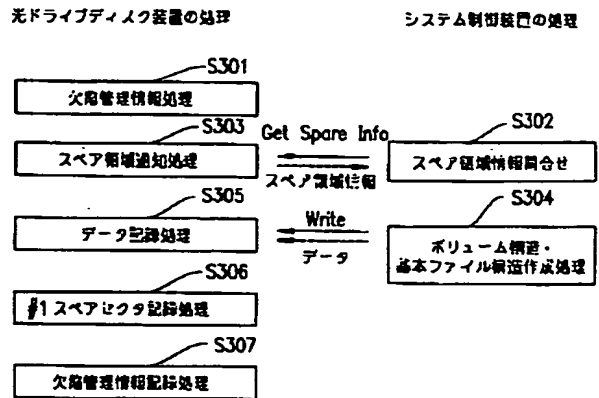 光ドライブディスク装置の処理
システム制御装置の処理
S301
欠陥管理情報処理
S303
スペア領域通知処理
Get Spare Info
スペア領域情報
S302
スペア領域情報問合せ
S305
データ記録処理
Write
データ
S304
ボリューム構造・
基本ファイル構造作成処理
S306
#1 スペアセクタ記録処理
S307
欠陥管理情報記録処理